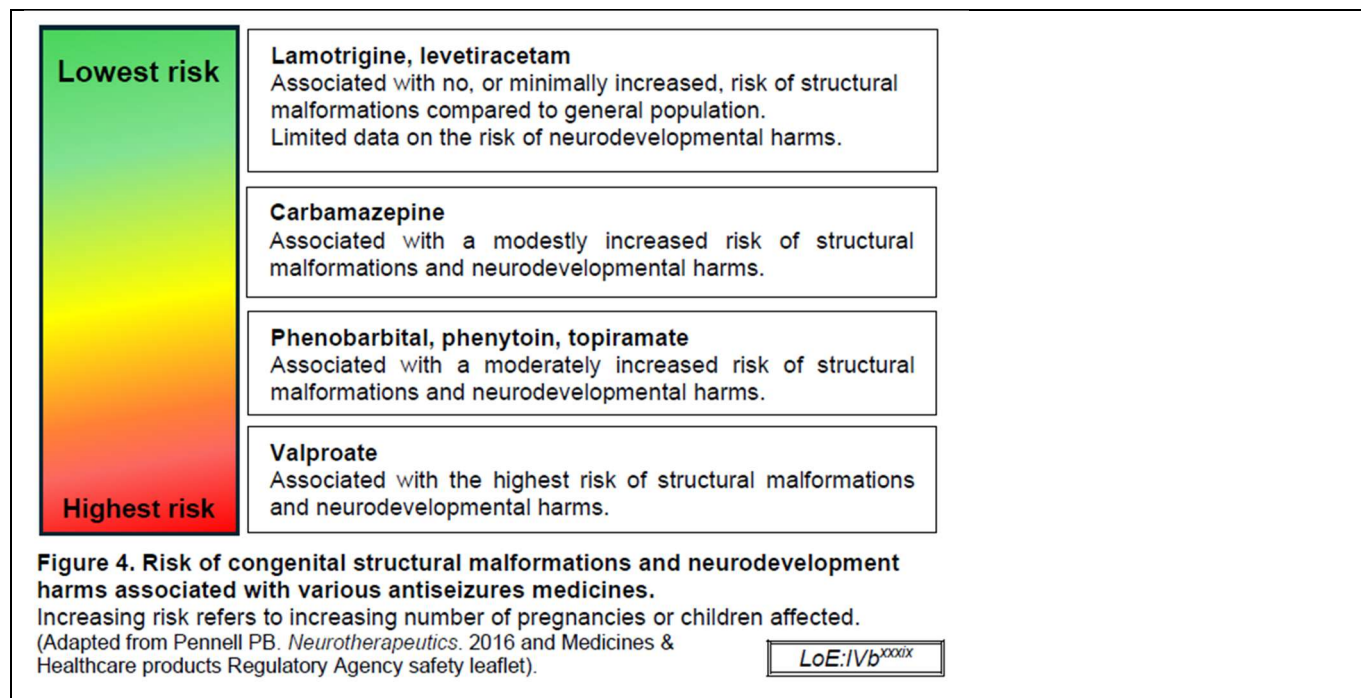 Lowest risk
Lamotrigine, levetiracetam
Associated with no, or minimally increased, risk of structural
malformations compared to general population.
Limited data on the risk of neurodevelopmental harms.
Carbamazepine
Associated with a modestly increased risk of structural
malformations and neurodevelopmental harms.
Phenobarbital, phenytoin, topiramate
Associated with a moderately increased risk of structural
malformations and neurodevelopmental harms.
Valproate
Associated with the highest risk of structural malformations
and neurodevelopmental harms.
Highest risk
Figure 4. Risk of congenital structural malformations and neurodevelopment
harms associated with various antiseizures medicines.
Increasing risk refers to increasing number of pregnancies or children affected.
(Adapted from Pennell PB. Neurotherapeutics. 2016 and Medicines &
Healthcare products Regulatory Agency safety leaflet).
LoE:IVbxxxix